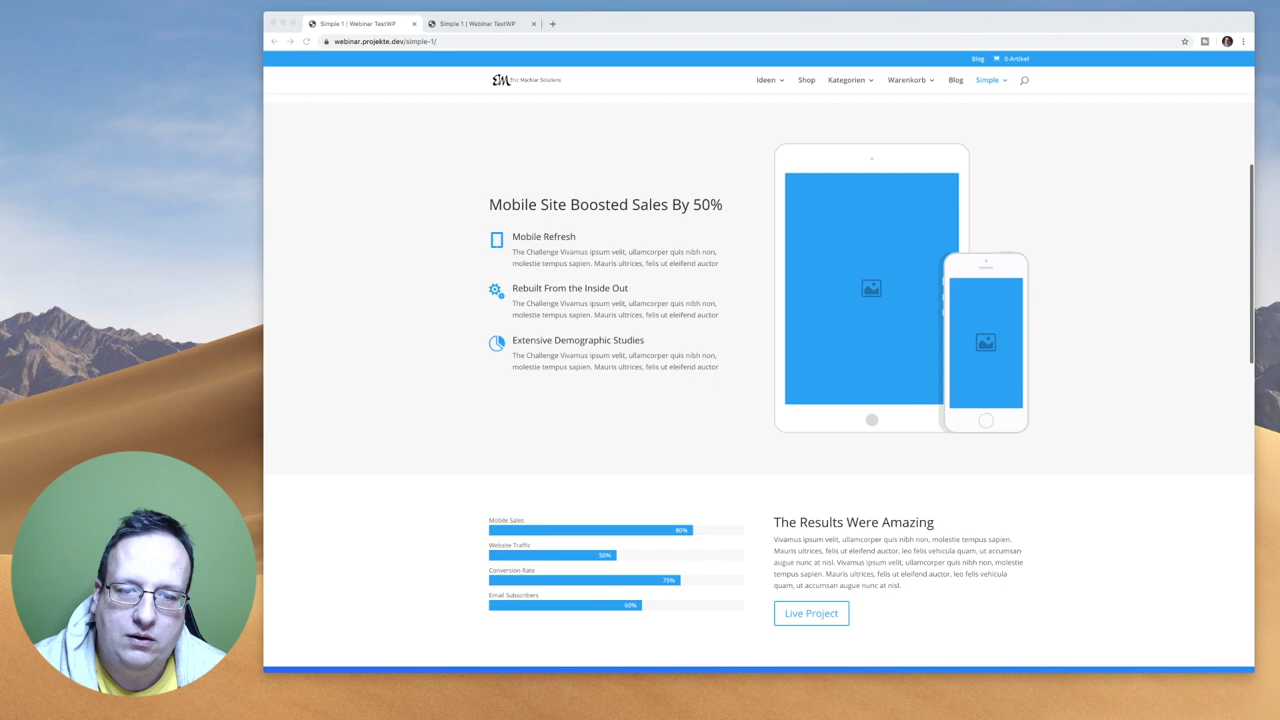 Simple 1 | Webinar TestWP
Simple 1 | Webinar TestWP
webinar.projekte.dev/simple-1/
Blog 0-Artikel
Eric Mächler Solutions
Ideen Shop Kategorien Warenkorb Blog Simple
Mobile Site Boosted Sales By 50%
Mobile Refresh
The Challenge Vivamus ipsum velit, ullamcorper quis nibh non,
molestie tempus sapien. Mauris ultrices, felis ut eleifend auctor
Rebuilt From the Inside Out
The Challenge Vivamus ipsum velit, ullamcorper quis nibh non,
molestie tempus sapien. Mauris ultrices, felis ut eleifend auctor
Extensive Demographic Studies
The Challenge Vivamus ipsum velit, ullamcorper quis nibh non,
molestie tempus sapien. Mauris ultrices, felis ut eleifend auctor
Mobile Sales
80%
Website Traffic
50%
Conversion Rate
75%
Email Subscribers
60%
The Results Were Amazing
Vivamus ipsum velit, ullamcorper quis nibh non, molestie tempus sapien.
Mauris ultrices, felis ut eleifend auctor, leo felis vehicula quam, ut accumsan
augue nunc at nisl. Vivamus ipsum velit, ullamcorper quis nibh non,
molestie tempus sapien. Mauris ultrices, felis ut eleifend auctor, leo felis vehicula
quam, ut accumsan augue nunc at nisl.
Live Project